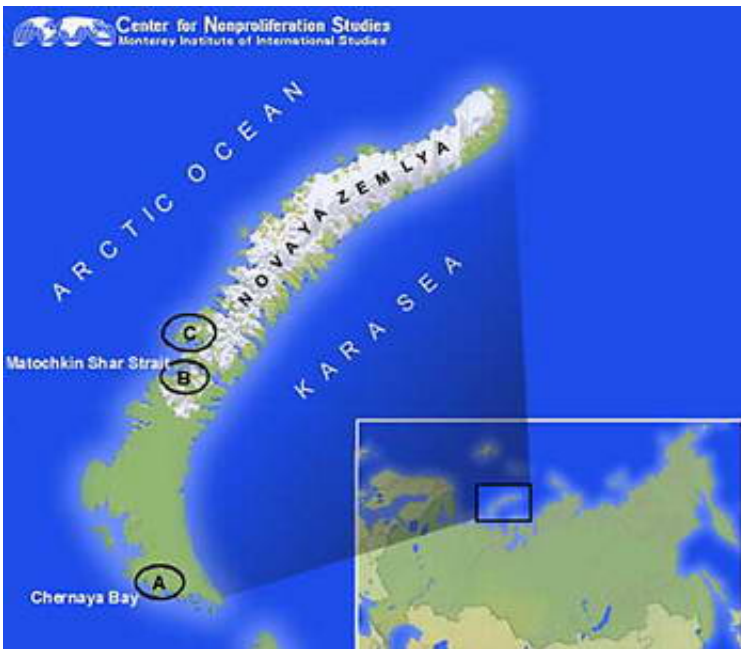 Center for Nonproliferation Studies
Monterey Institute of International Studies
ARCTIC OCEAN
NOVAYA ZEMLYA
KARA SEA
C
Matochkin Shar Strait
B
A
Chernaya Bay